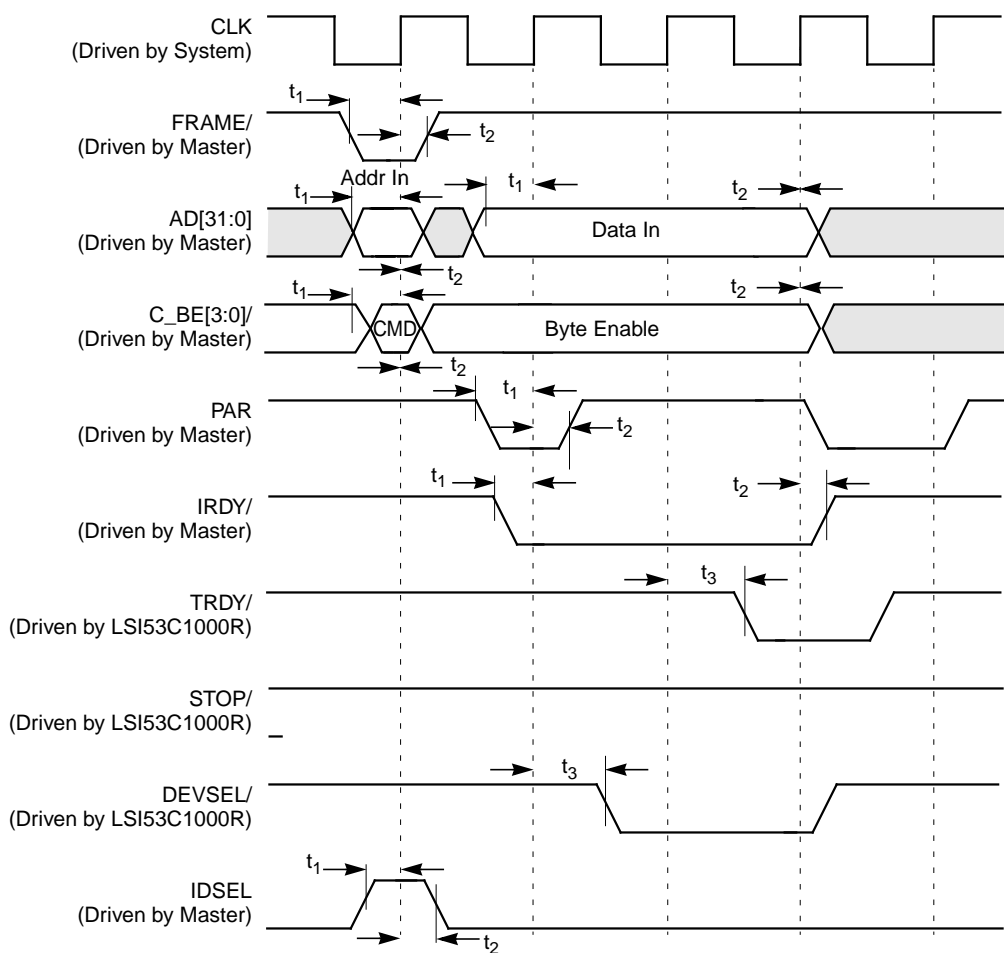 CLK
(Driven by System)
t1
FRAME/
(Driven by Master)
t2
Addr In
t1
t1
t2
AD[31:0]
(Driven by Master)
Data In
t2
t1
t2
C_BE[3:0]/
(Driven by Master)
CMD
Byte Enable
t2
t1
PAR
(Driven by Master)
t2
t1
t2
IRDY/
(Driven by Master)
t3
TRDY/
(Driven by LSI53C1000R)
STOP/
(Driven by LSI53C1000R)
t3
DEVSEL/
(Driven by LSI53C1000R)
t1
IDSEL
(Driven by Master)
t2